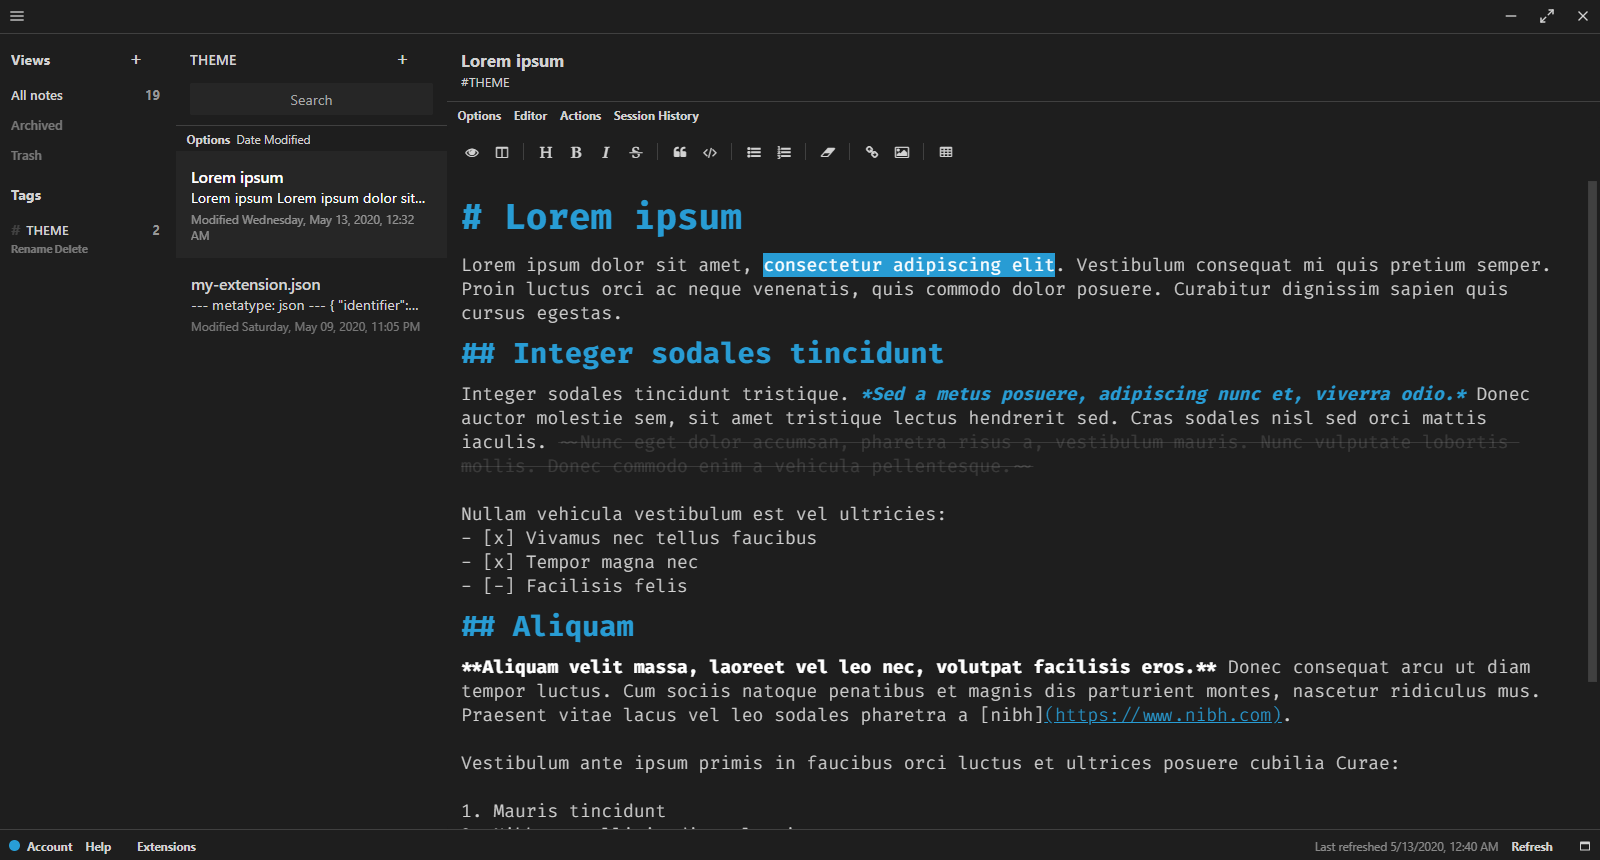 Views +
All notes 19
Archived
Trash
Tags
# THEME 2
Rename Delete
THEME +
Search
Options Date Modified
Lorem ipsum
Lorem ipsum Lorem ipsum dolor sit...
Modified Wednesday, May 13, 2020, 12:32
AM
my-extension.json
--- metatype: json --- { "identifier":...
Modified Saturday, May 09, 2020, 11:05 PM
Lorem ipsum
#THEME
Options Editor Actions Session History
H B I S
# Lorem ipsum
Lorem ipsum dolor sit amet, consectetur adipiscing elit. Vestibulum consequat mi quis pretium semper.
Proin luctus orci ac neque venenatis, quis commodo dolor posuere. Curabitur dignissim sapien quis
cursus egestas.
## Integer sodales tincidunt
Integer sodales tincidunt tristique. *Sed a metus posuere, adipiscing nunc et, viverra odio.* Donec
auctor molestie sem, sit amet tristique lectus hendrerit sed. Cras sodales nisl sed orci mattis
iaculis. ~~Nunc eget dolor accumsan, pharetra risus a, vestibulum mauris. Nunc vulputate lobortis
mollis. Donec commodo enim a vehicula pellentesque.~~
Nullam vehicula vestibulum est vel ultricies:
- [x] Vivamus nec tellus faucibus
- [x] Tempor magna nec
- [-] Facilisis felis
## Aliquam
**Aliquam velit massa, laoreet vel leo nec, volutpat facilisis eros.** Donec consequat arcu ut diam
tempor luctus. Cum sociis natoque penatibus et magnis dis parturient montes, nascetur ridiculus mus.
Praesent vitae lacus vel leo sodales pharetra a [nibh](https://www.nibh.com).
Vestibulum ante ipsum primis in faucibus orci luctus et ultrices posuere cubilia Curae:
1. Mauris tincidunt
Account Help Extensions
Last refreshed 5/13/2020, 12:40 AM Refresh